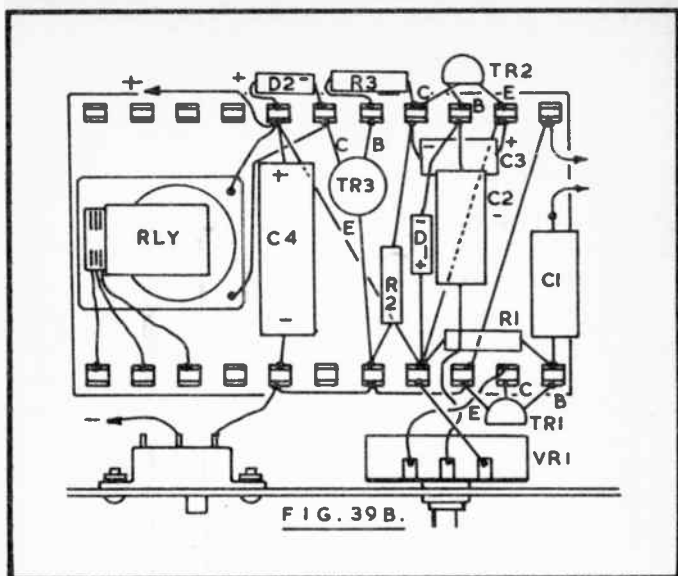 TR2
+ + D2 - R3 C B E
C B - + C3
+ TR3 C2
RLY C4 E - D1 + -
R2 C1
R1
-
- E C B
TR1
VR1
FIG. 39B.